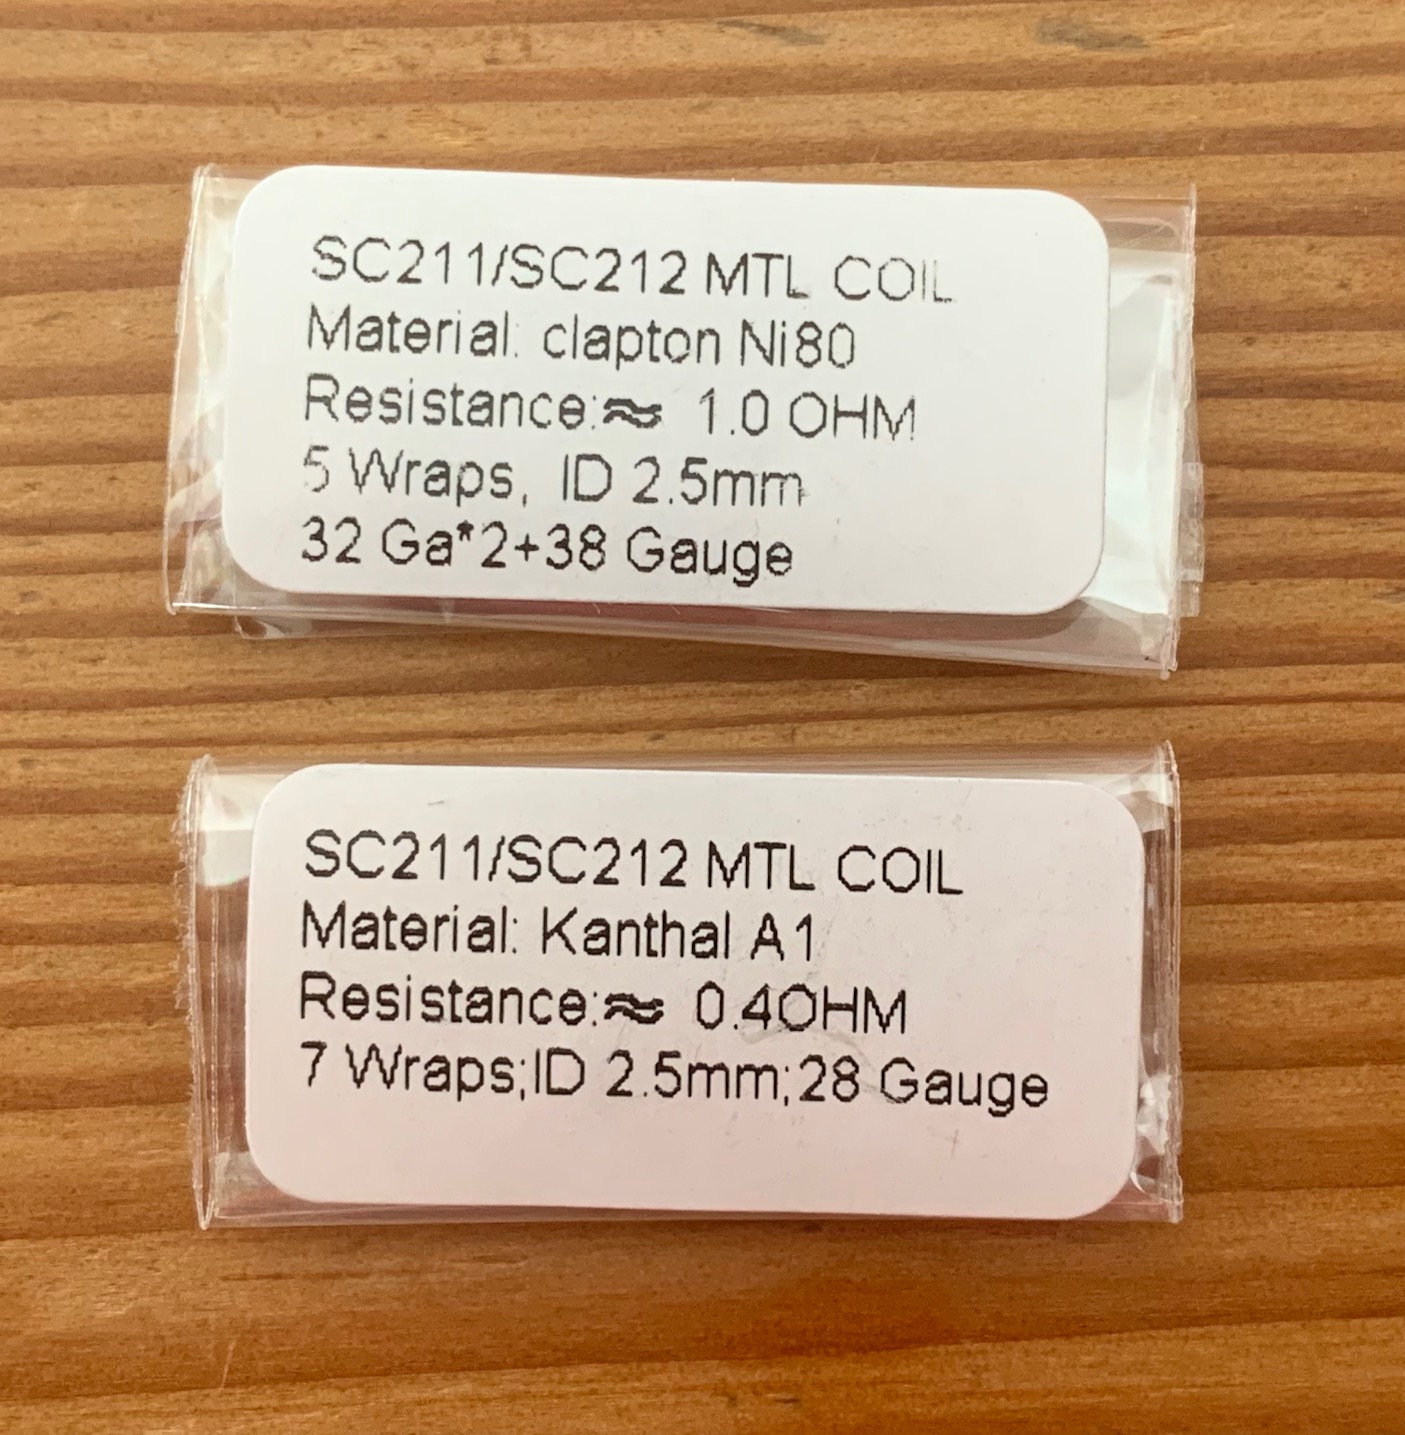 SC211/SC212 MTL COIL
Material: clapton Ni80
Resistance:≈ 1.0 OHM
5 Wraps, ID 2.5mm
32 Ga*2+38 Gauge
SC211/SC212 MTL COIL
Material: Kanthal A1
Resistance:≈ 0.4OHM
7 Wraps;ID 2.5mm;28 Gauge